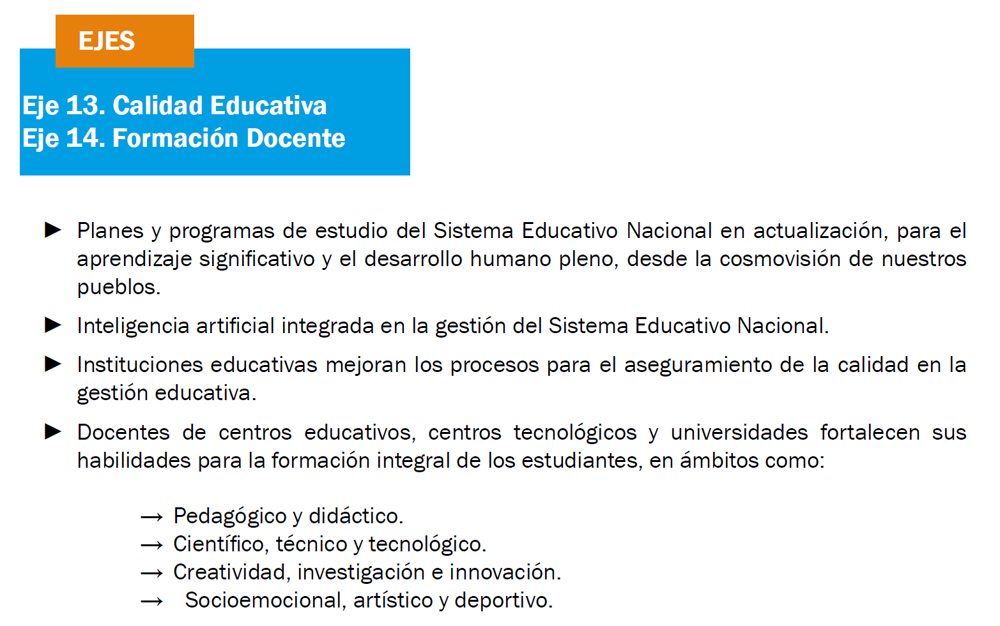 EJES
Eje 13. Calidad Educativa
Eje 14. Formación Docente
► Planes y programas de estudio del Sistema Educativo Nacional en actualización, para el
aprendizaje significativo y el desarrollo humano pleno, desde la cosmovisión de nuestros
pueblos.
► Inteligencia artificial integrada en la gestión del Sistema Educativo Nacional.
► Instituciones educativas mejoran los procesos para el aseguramiento de la calidad en la
gestión educativa.
► Docentes de centros educativos, centros tecnológicos y universidades fortalecen sus
habilidades para la formación integral de los estudiantes, en ámbitos como:
→ Pedagógico y didáctico.
→ Científico, técnico y tecnológico.
→ Creatividad, investigación e innovación.
→ Socioemocional, artístico y deportivo.